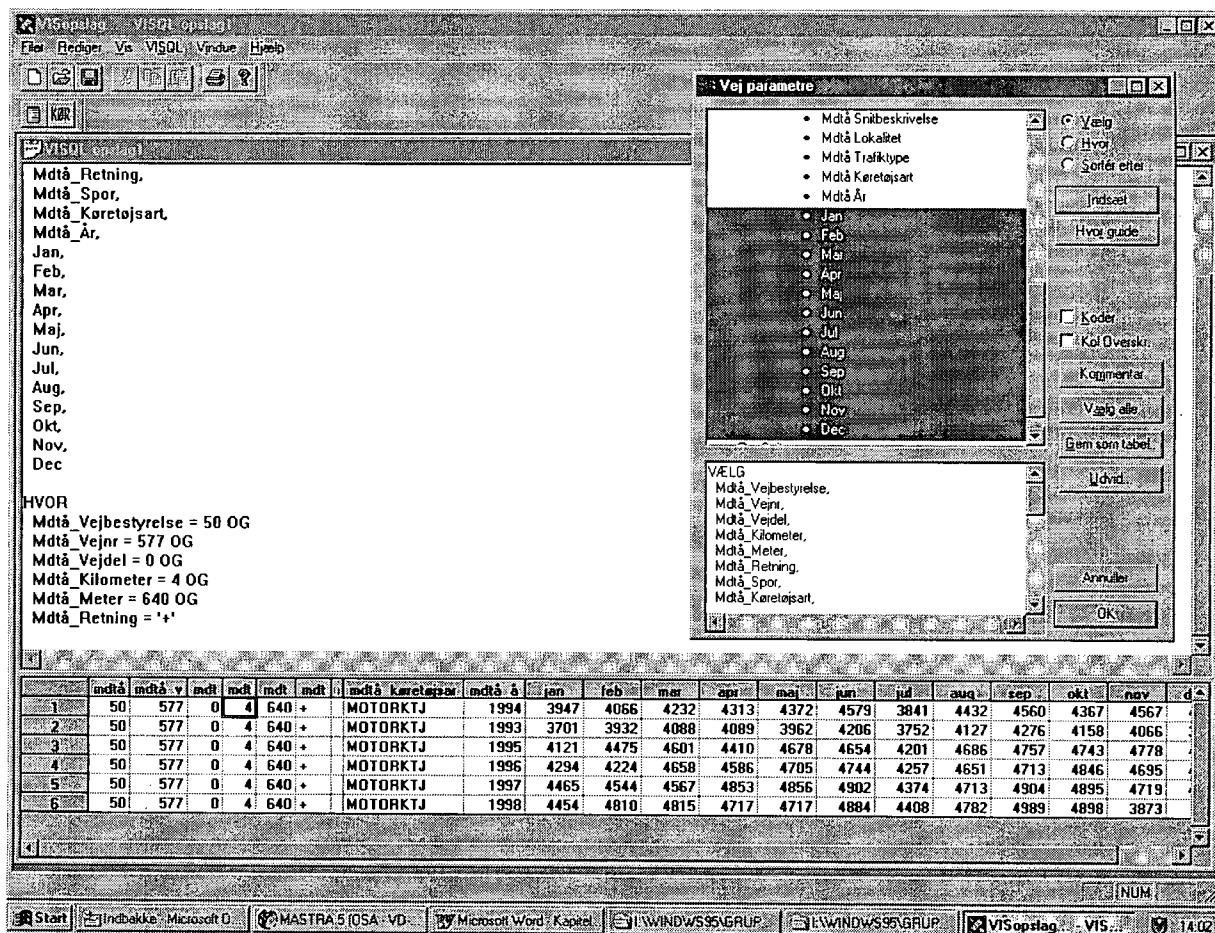 VISopslag - VISQL opslag1
Filer Rediger Vis VISQL Vindue Hjælp
KØR
VISQL opslag1
Mdtå_Retning,
Mdtå_Spor,
Mdtå_Køretøjsart,
Mdtå_År,
Jan,
Feb,
Mar,
Apr,
Maj,
Jun,
Jul,
Aug,
Sep,
Okt,
Nov,
Dec
HVOR
Mdtå_Vejbestyrelse = 50 OG
Mdtå_Vejnr = 577 OG
Mdtå_Vejdel = 0 OG
Mdtå_Kilometer = 4 OG
Mdtå_Meter = 640 OG
Mdtå_Retning = '+'
Vej parametre
Mdtå Snitbeskrivelse
Mdtå Lokalitet
Mdtå Trafiktype
Mdtå Køretøjsart
Mdtå År
Jan
Feb
Mar
Apr
Maj
Jun
Jul
Aug
Sep
Okt
Nov
Dec
Vælg
Hvor
Sortér efter
Indsæt
Hvor guide
Koder
Kol Overskr.
Kommentar
Vælg alle
Gem som tabel..
Udvid..
Annuller
OK
VÆLG
Mdtå_Vejbestyrelse,
Mdtå_Vejnr,
Mdtå_Vejdel,
Mdtå_Kilometer,
Mdtå_Meter,
Mdtå_Retning,
Mdtå_Spor,
Mdtå_Køretøjsart,
mdtå mdtå_v mdt mdt mdt mdt mdtå_køretøjsar mdtå_å jan feb mar apr maj jun jul aug sep okt nov d
1 50 577 0 4 640 + MOTORKTJ 1994 3947 4066 4232 4313 4372 4579 3841 4432 4560 4367 4567
2 50 577 0 4 640 + MOTORKTJ 1993 3701 3932 4088 4089 3962 4206 3752 4127 4276 4158 4066
3 50 577 0 4 640 + MOTORKTJ 1995 4121 4475 4601 4410 4678 4654 4201 4686 4757 4743 4778
4 50 577 0 4 640 + MOTORKTJ 1996 4294 4224 4658 4586 4705 4744 4257 4651 4713 4846 4695
5 50 577 0 4 640 + MOTORKTJ 1997 4465 4544 4567 4853 4856 4902 4374 4713 4904 4895 4719
6 50 577 0 4 640 + MOTORKTJ 1998 4454 4810 4815 4717 4717 4884 4408 4782 4989 4898 3873
NUM
Start Indbakke - Microsoft O.. MASTRA 5 (OSA - VD-.. Microsoft Word - Kapitel.. I:\WINDWS95\GRUP.. I:\WINDWS95\GRUP.. VISopslag.. - VIS... 14:02